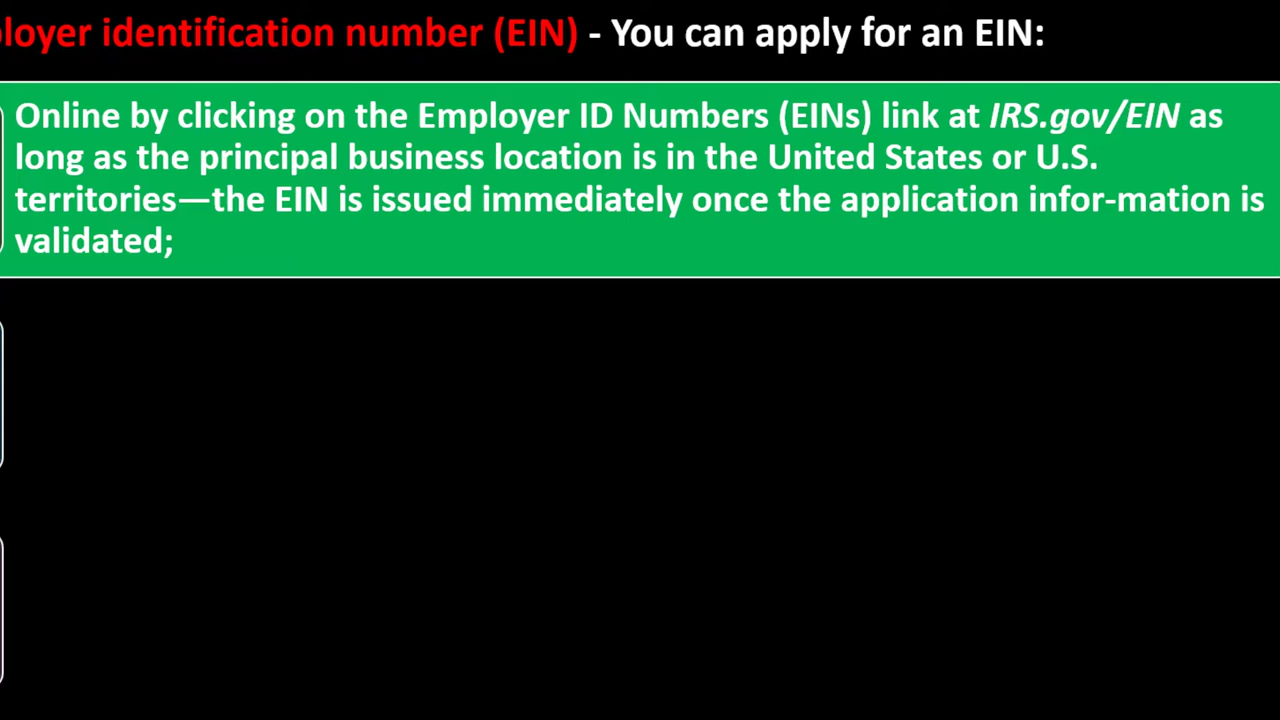 loyer identification number (EIN) - You can apply for an EIN:
Online by clicking on the Employer ID Numbers (EINs) link at IRS.gov/EIN as
long as the principal business location is in the United States or U.S.
territories—the EIN is issued immediately once the application infor-mation is
validated;